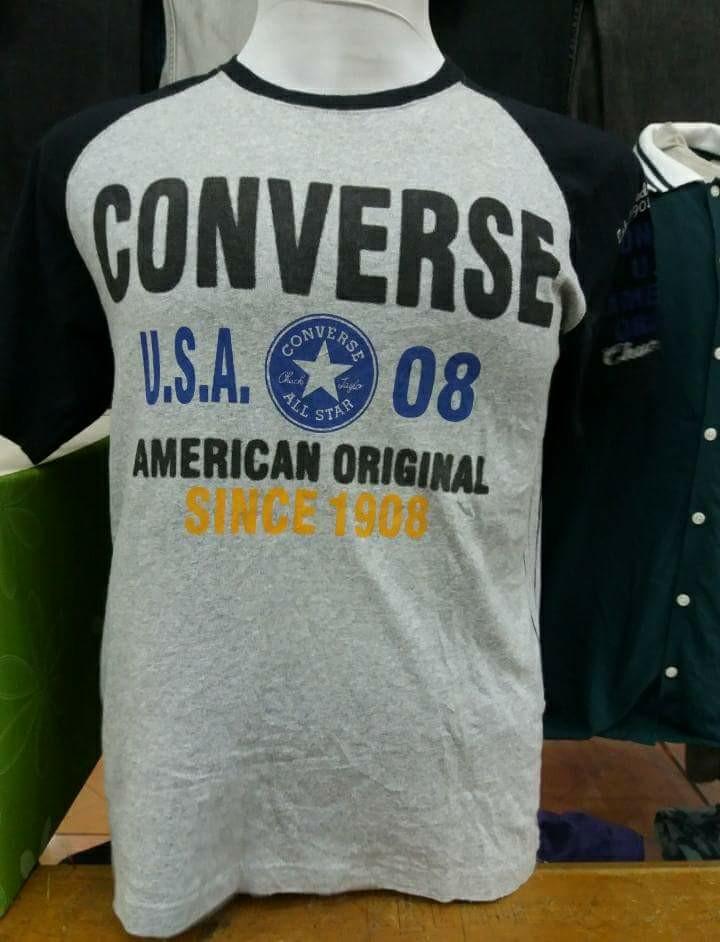 CONVERSE
U.S.A.
CONVERSE
Chuck Taylor
ALL STAR
08
AMERICAN ORIGINAL
SINCE 1908